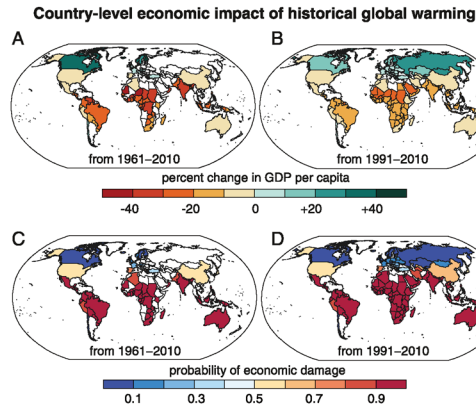 Country-level economic impact of historical global warming
A
B
from 1961–2010
from 1991–2010
percent change in GDP per capita
-40 -20 0 +20 +40
C
D
from 1961–2010
from 1991–2010
probability of economic damage
0.1 0.3 0.5 0.7 0.9